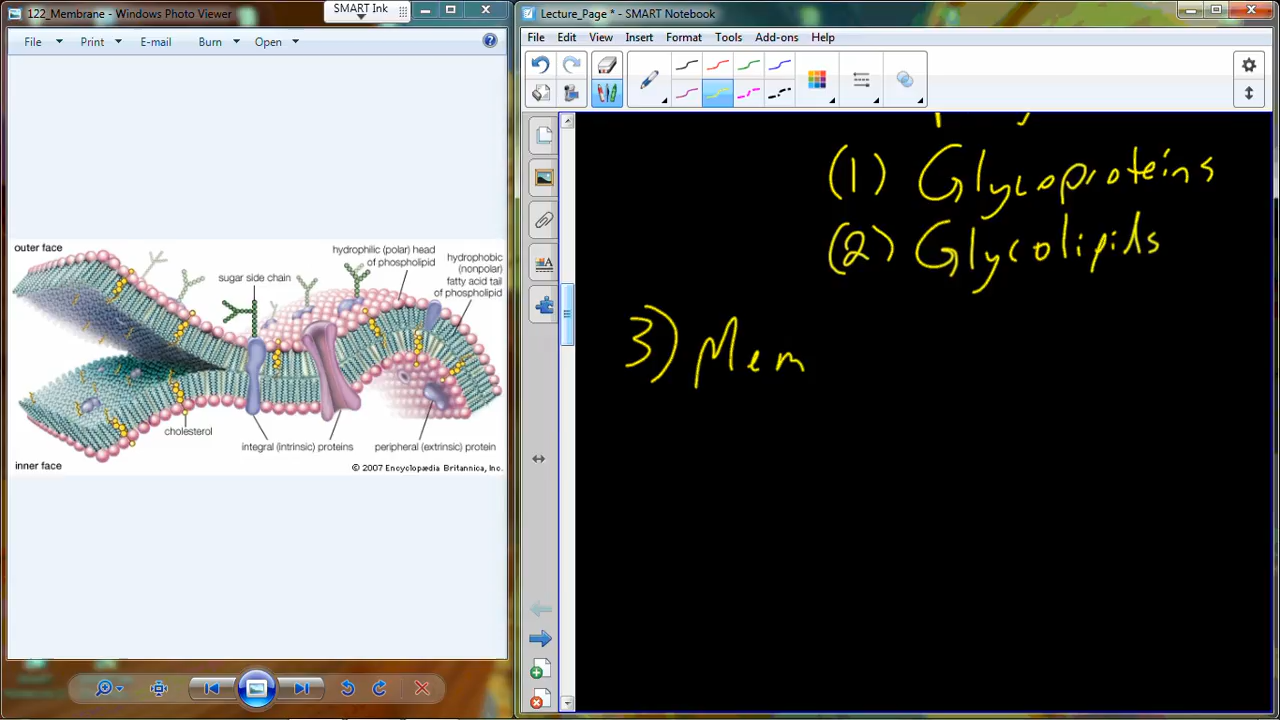 122_Membrane - Windows Photo Viewer
SMART Ink
File Print E-mail Burn Open
outer face
hydrophilic (polar) head
of phospholipid
hydrophobic
(nonpolar)
fatty acid tail
of phospholipid
sugar side chain
cholesterol
integral (intrinsic) proteins
peripheral (extrinsic) protein
inner face
© 2007 Encyclopædia Britannica, Inc.
Lecture_Page * - SMART Notebook
File Edit View Insert Format Tools Add-ons Help
(1) Glycoproteins
(2) Glycolipids
3) Mem